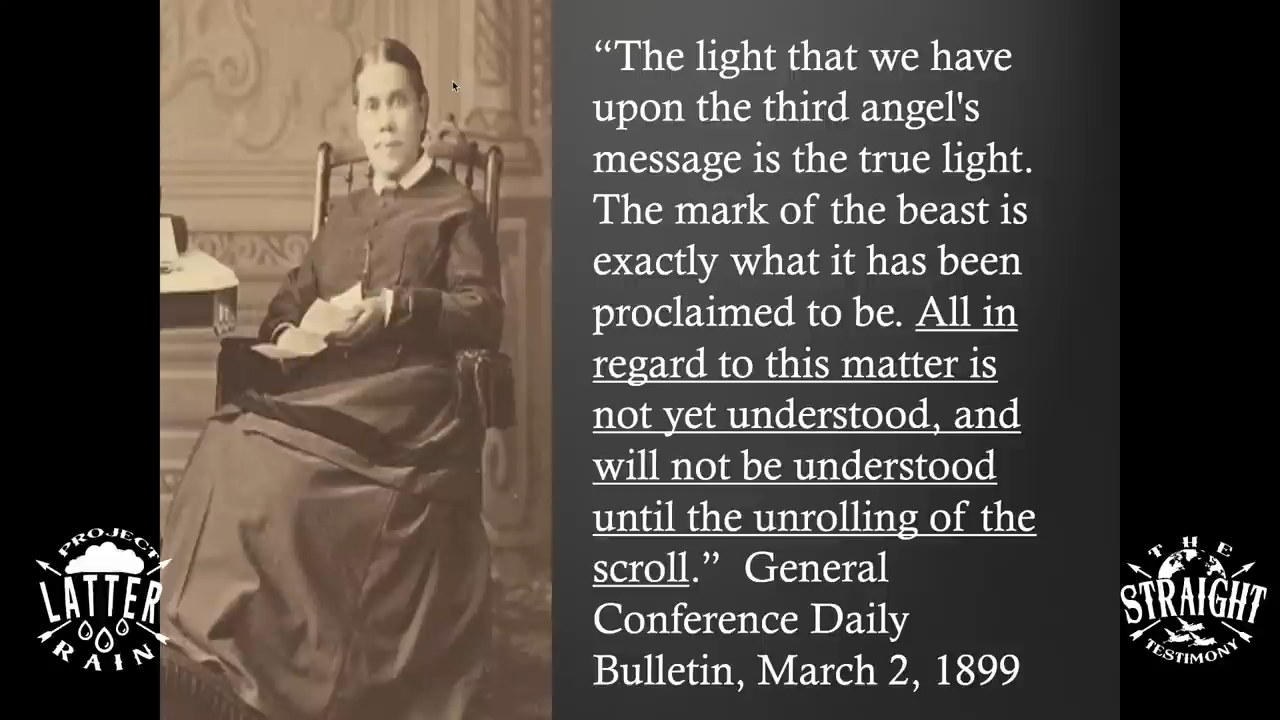 “The light that we have
upon the third angel's
message is the true light.
The mark of the beast is
exactly what it has been
proclaimed to be. All in
regard to this matter is
not yet understood, and
will not be understood
until the unrolling of the
scroll.”  General
Conference Daily
Bulletin, March 2, 1899
PROJECT
LATTER
RAIN
THE
STRAIGHT
TESTIMONY